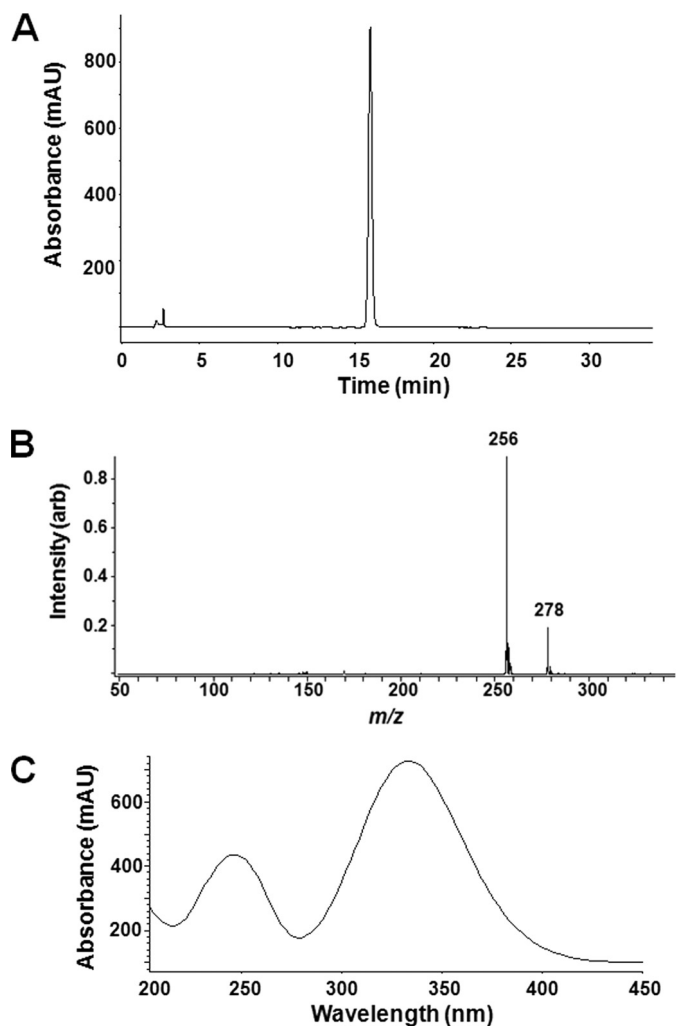 A
Absorbance (mAU)
800
600
400
200
0 5 10 15 20 25 30
Time (min)
B
Intensity (arb)
0.8
0.6
0.4
0.2
256
278
50 100 150 200 250 300
m/z
C
Absorbance (mAU)
600
400
200
200 250 300 350 400 450
Wavelength (nm)